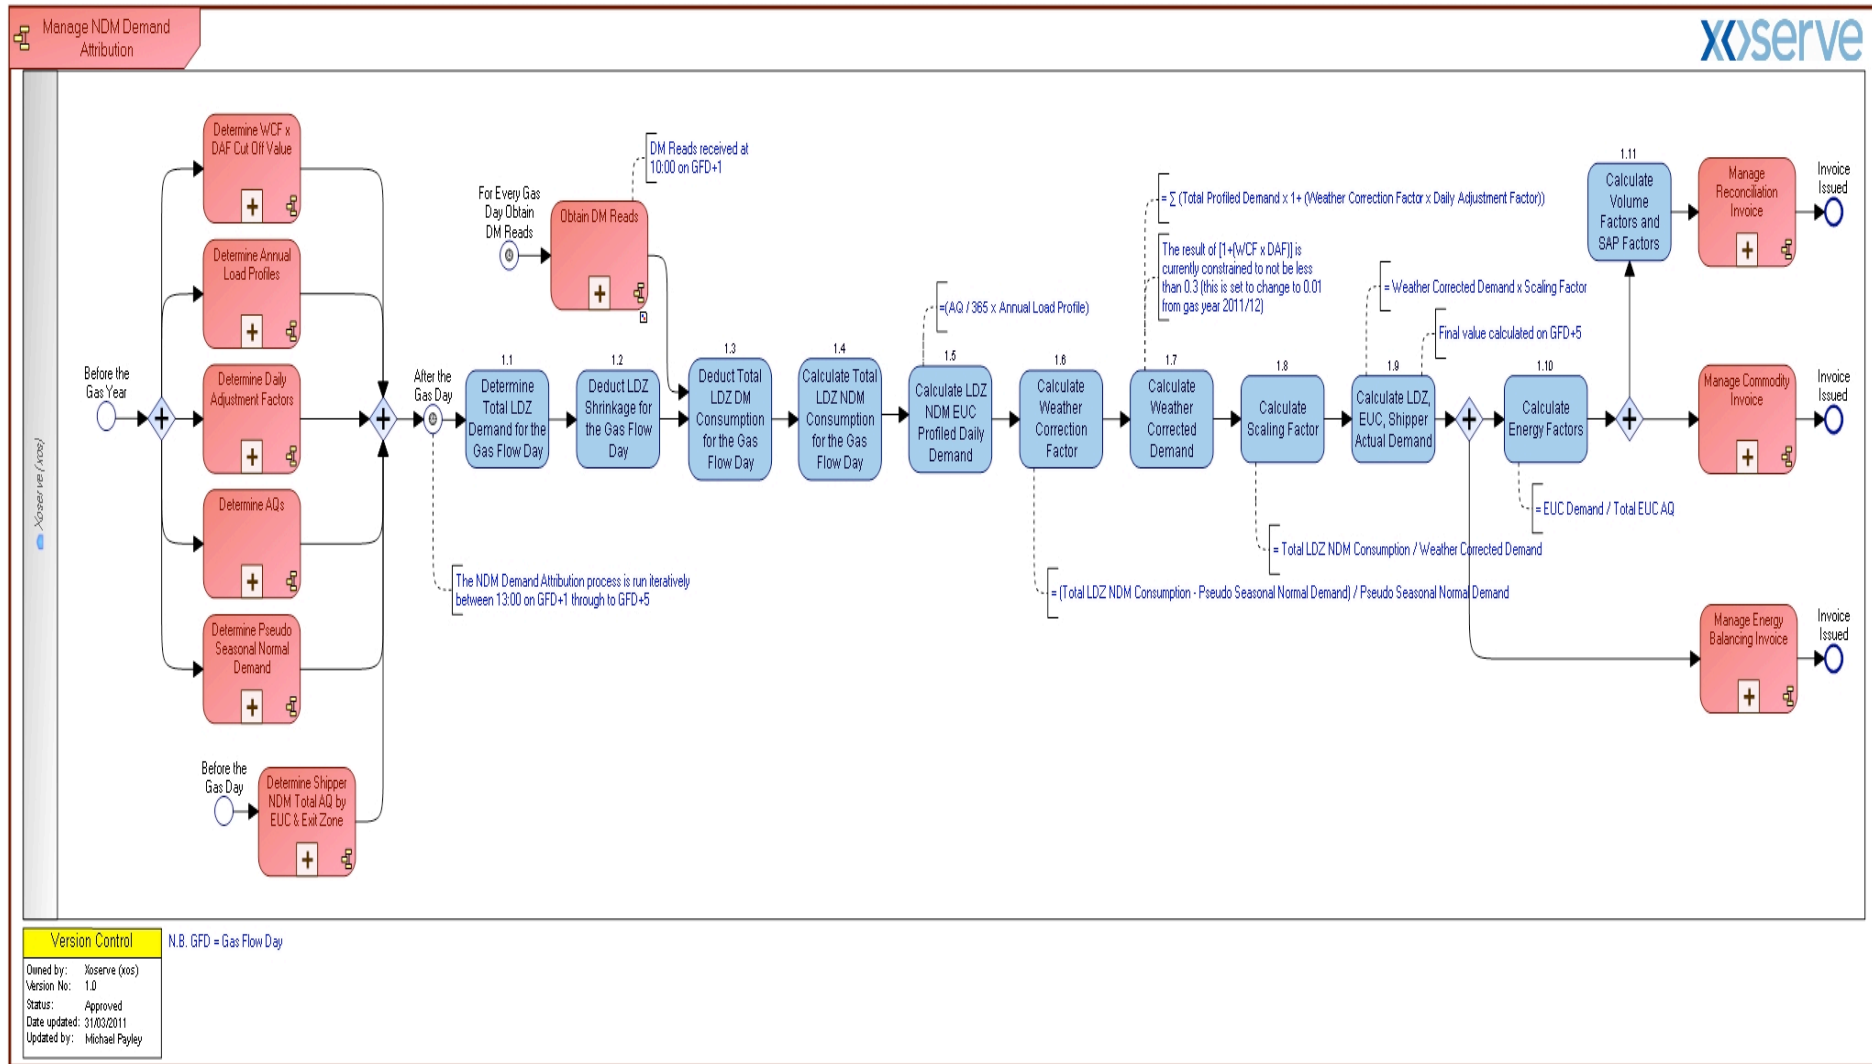 Manage NDM Demand
Attribution
xoserve
Xoserve (xos)
Before the
Gas Year
Determine WCF x
DAF Cut Off Value
Determine Annual
Load Profiles
Determine Daily
Adjustment Factors
Determine AQs
Determine Pseudo
Seasonal Normal
Demand
Before the
Gas Day
Determine Shipper
NDM Total AQ by
EUC & Exit Zone
After the
Gas Day
The NDM Demand Attribution process is run iteratively
between 13:00 on GFD+1 through to GFD+5
For Every Gas
Day Obtain
DM Reads
Obtain DM Reads
DM Reads received at
10:00 on GFD+1
1.1
Determine
Total LDZ
Demand for the
Gas Flow Day
1.2
Deduct LDZ
Shrinkage for
the Gas Flow
Day
1.3
Deduct Total
LDZ DM
Consumption
for the Gas
Flow Day
1.4
Calculate Total
LDZ NDM
Consumption
for the Gas
Flow Day
=(AQ / 365 x Annual Load Profile)
1.5
Calculate LDZ
NDM EUC
Profiled Daily
Demand
1.6
Calculate
Weather
Correction
Factor
= (Total LDZ NDM Consumption - Pseudo Seasonal Normal Demand) / Pseudo Seasonal Normal Demand
= ∑ (Total Profiled Demand x 1+ (Weather Correction Factor x Daily Adjustment Factor))
The result of [1+(WCF x DAF)] is
currently constrained to not be less
than 0.3 (this is set to change to 0.01
from gas year 2011/12)
1.7
Calculate
Weather
Corrected
Demand
1.8
Calculate
Scaling Factor
= Total LDZ NDM Consumption / Weather Corrected Demand
= Weather Corrected Demand x Scaling Factor
Final value calculated on GFD+5
1.9
Calculate LDZ,
EUC, Shipper
Actual Demand
1.10
Calculate
Energy Factors
= EUC Demand / Total EUC AQ
1.11
Calculate
Volume
Factors and
SAP Factors
Manage
Reconciliation
Invoice
Invoice
Issued
Manage Commodity
Invoice
Invoice
Issued
Manage Energy
Balancing Invoice
Invoice
Issued
Version Control
Owned by: Xoserve (xos)
Version No: 1.0
Status: Approved
Date updated: 31/03/2011
Updated by: Michael Payley
N.B. GFD = Gas Flow Day